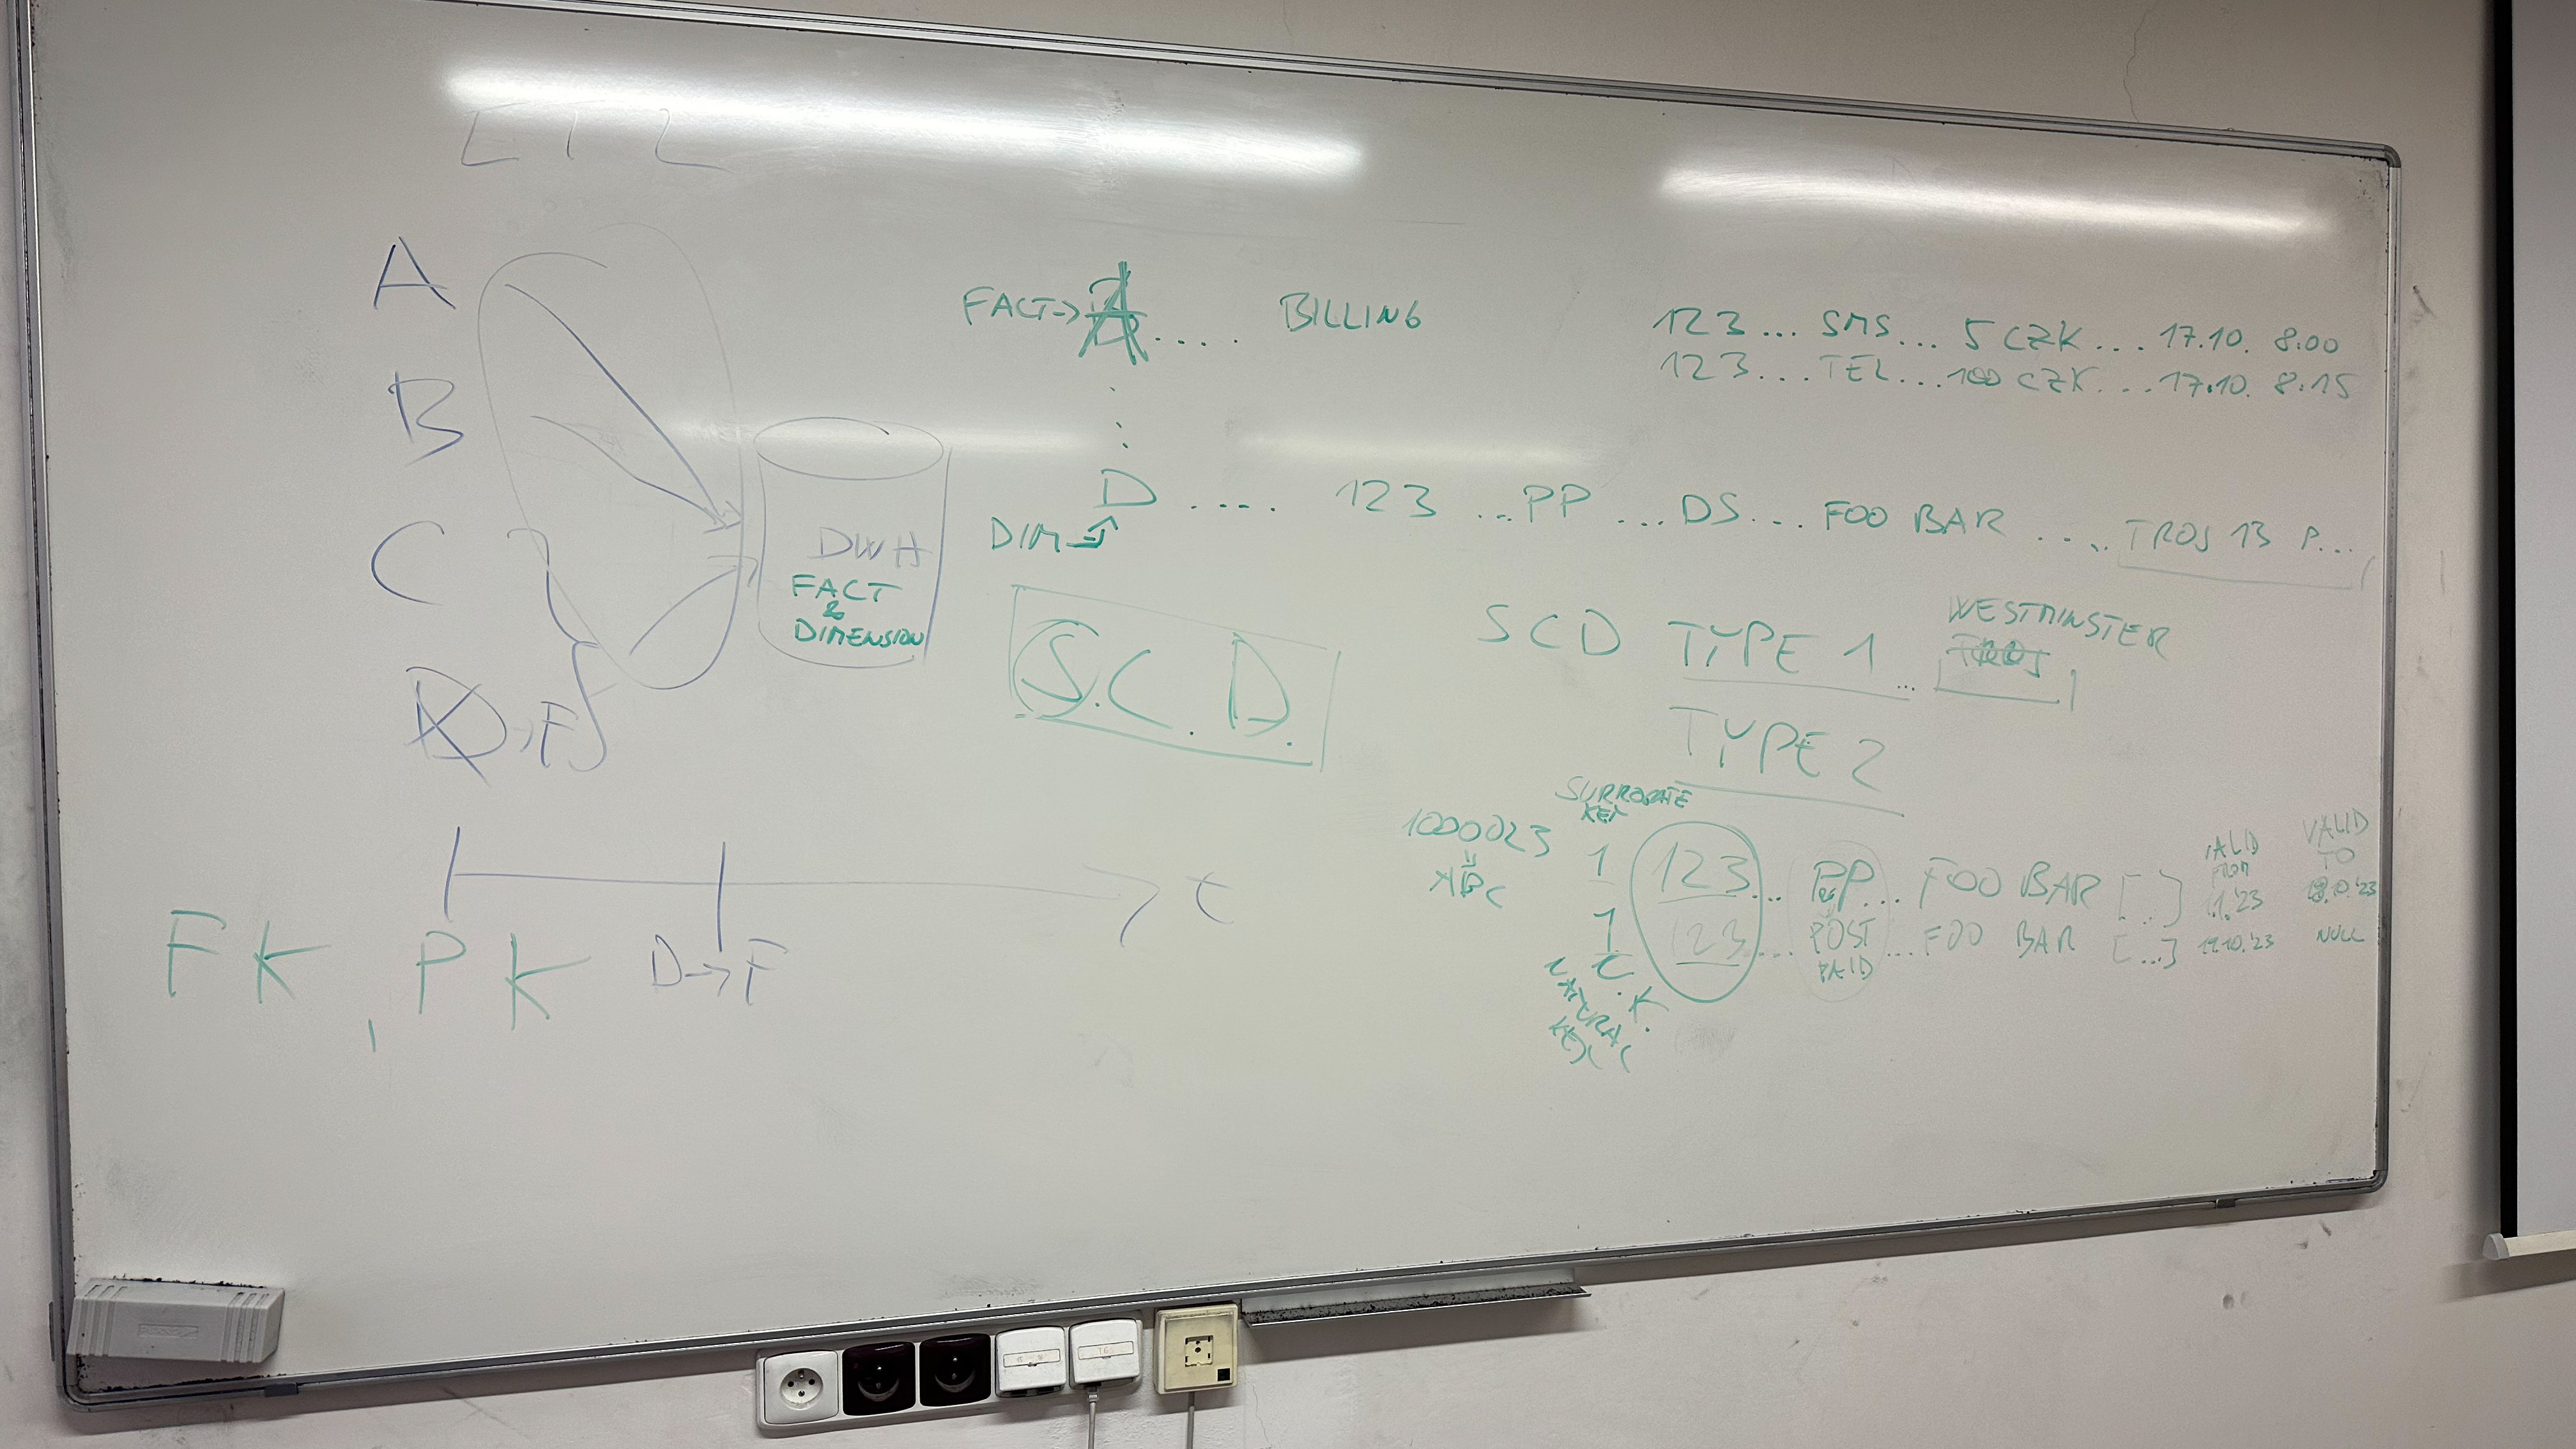 ETL
A
B
C
D, F
DWH
FACT
&
DIMENSION
t
D → F
FK, PK
FACT → A .... BILLING
123... SMS... 5 CZK... 17.10. 8:00
123... TEL... 100 CZK... 17.10. 8:15
D .... 123 ...PP ...DS... FOO BAR .... TROJ 13 P...
DIM
S.C.D.
SCD TYPE 1 ... WESTMINSTER
TROJ
TYPE 2
SURROGATE
KEY
VALID
FROM
VALID
TO
1000023
ABC
1 123... PP... FOO BAR [...] 1.1.'23 18.10.'23
1 123.... POST PAID ...FOO BAR [...] 19.10.'23 NULL
C.K.
NATURAL
KEY